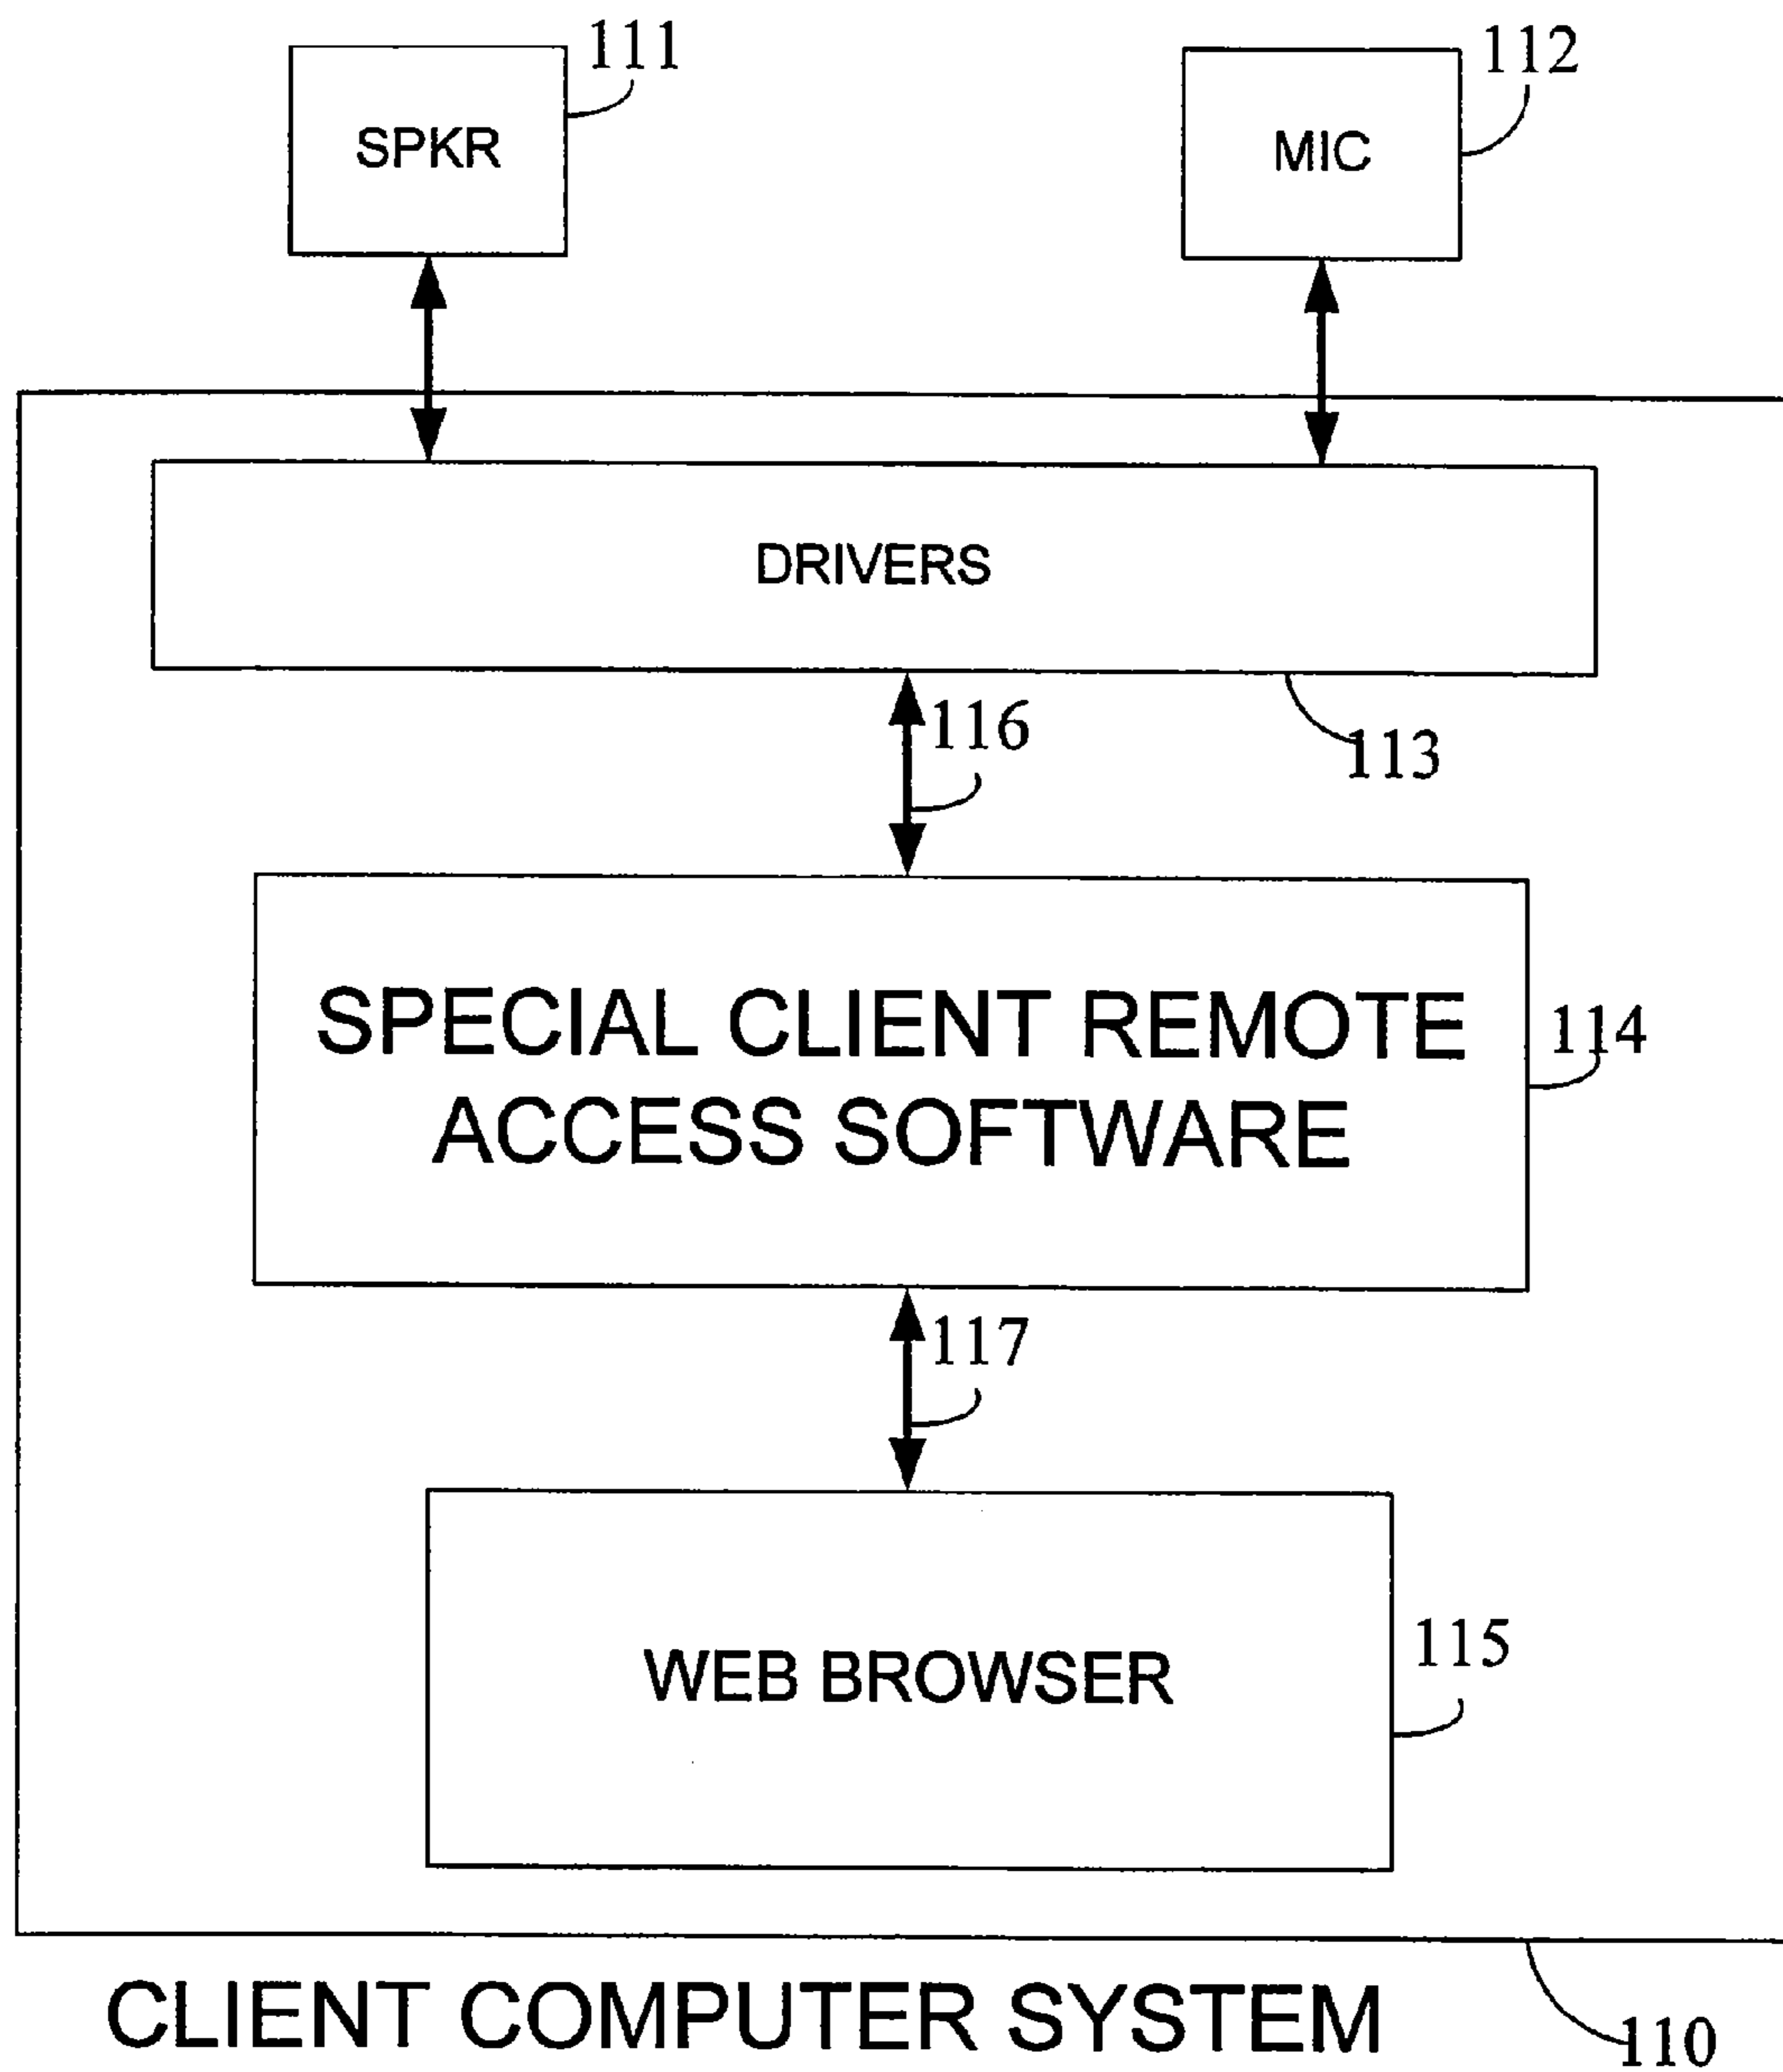 111
112
SPKR
MIC
DRIVERS
116
113
SPECIAL CLIENT REMOTE
ACCESS SOFTWARE
114
117
WEB BROWSER
115
CLIENT COMPUTER SYSTEM
110